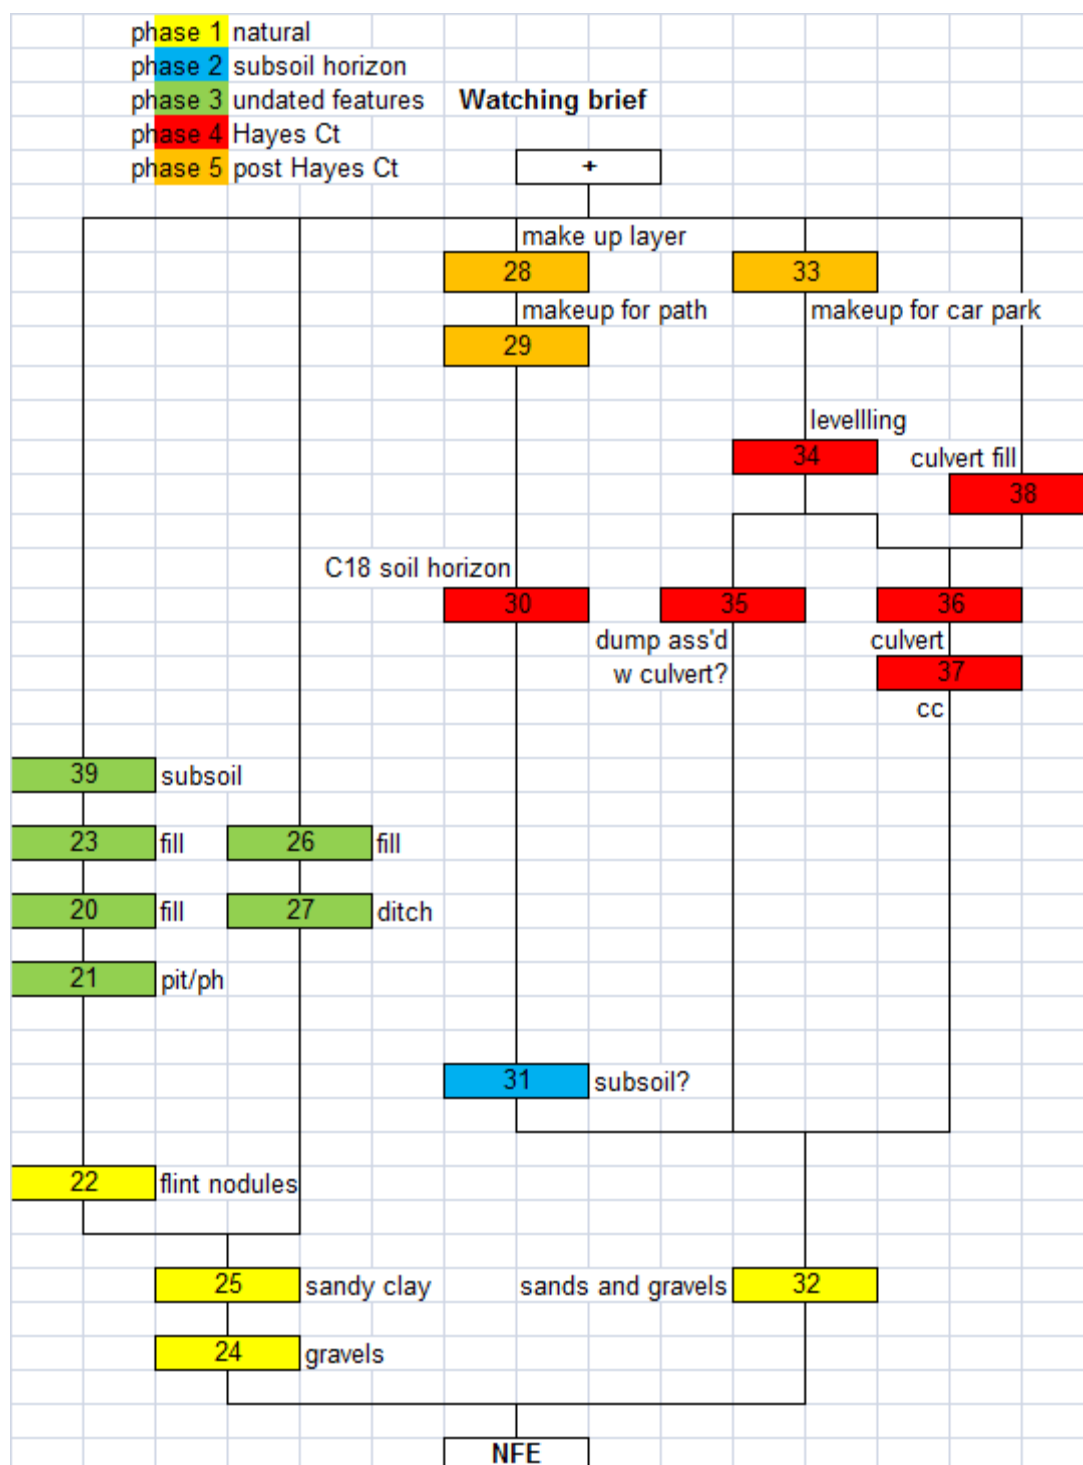 phase 1 natural
phase 2 subsoil horizon
phase 3 undated features Watching brief
phase 4 Hayes Ct
phase 5 post Hayes Ct +
make up layer
28 33
makeup for path makeup for car park
29
levellling
34 culvert fill
38
C18 soil horizon
30 35 36
dump ass'd culvert
w culvert? 37
cc
39 subsoil
23 fill 26 fill
20 fill 27 ditch
21 pit/ph
31 subsoil?
22 flint nodules
25 sandy clay sands and gravels 32
24 gravels
NFE